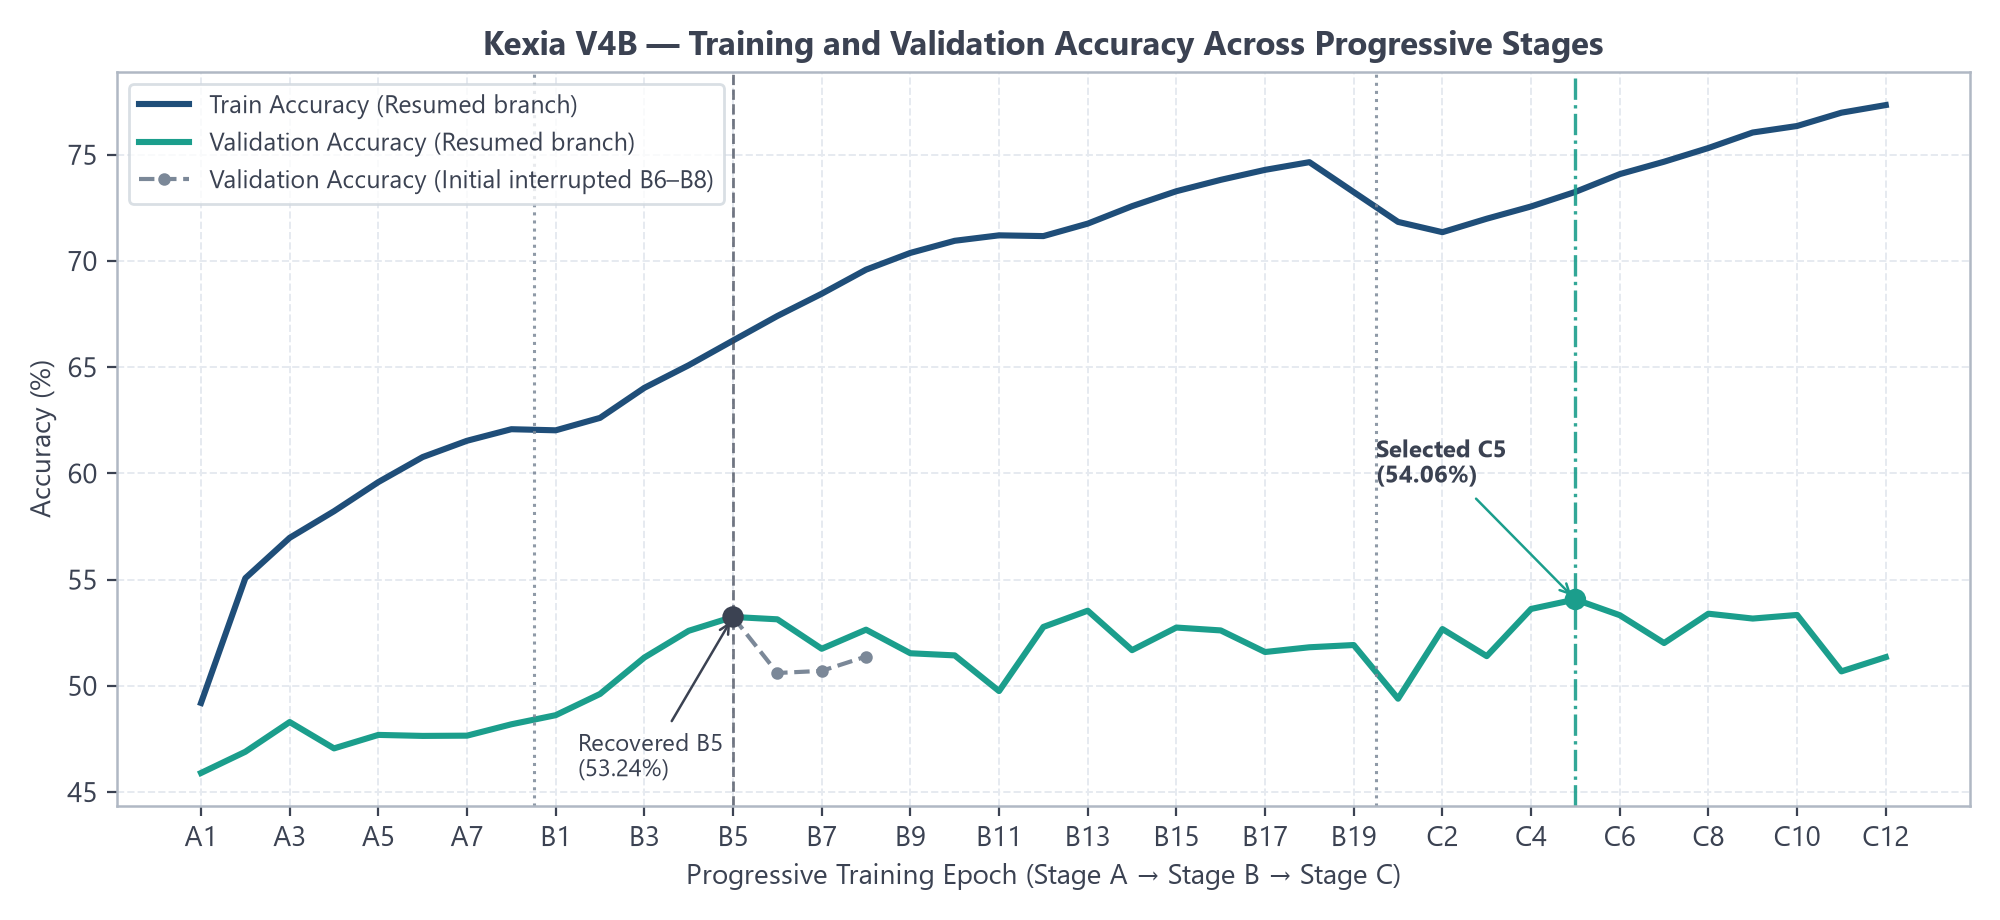 Kexia V4B — Training and Validation Accuracy Across Progressive Stages
Train Accuracy (Resumed branch)
Validation Accuracy (Resumed branch)
Validation Accuracy (Initial interrupted B6–B8)
Accuracy (%)
75
70
65
60
55
50
45
Selected C5
(54.06%)
Recovered B5
(53.24%)
A1 A3 A5 A7 B1 B3 B5 B7 B9 B11 B13 B15 B17 B19 C2 C4 C6 C8 C10 C12
Progressive Training Epoch (Stage A → Stage B → Stage C)